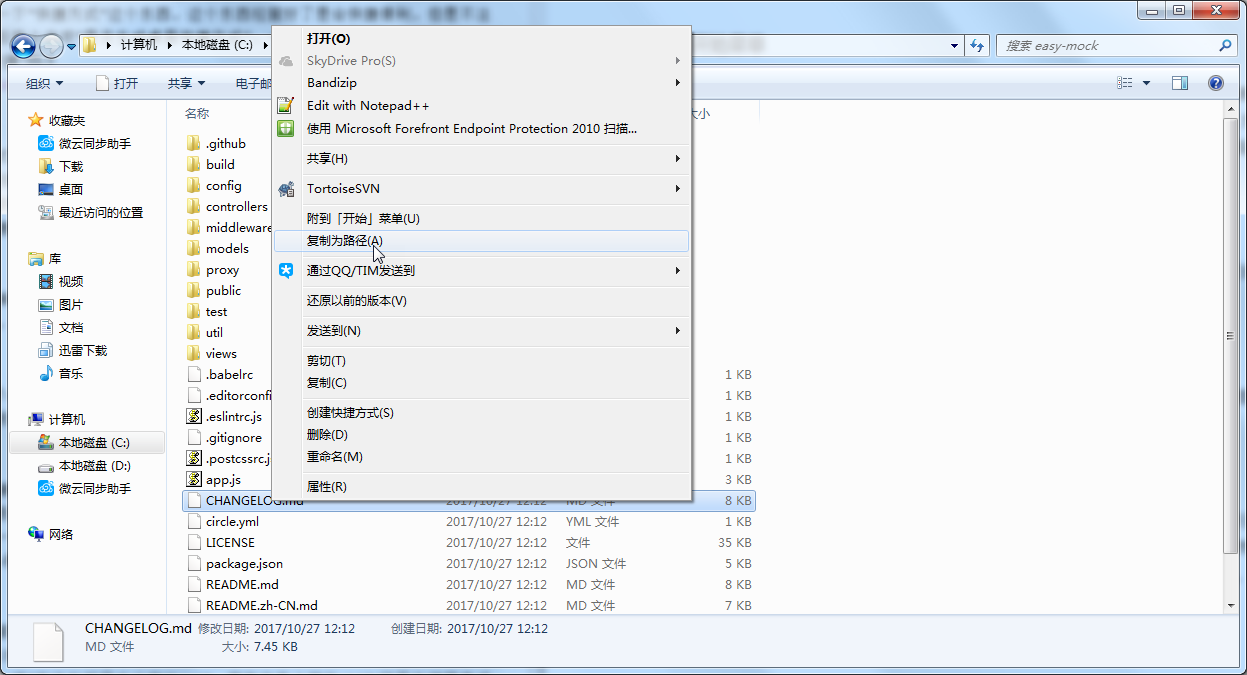 计算机 本地磁盘 (C:)
搜索 easy-mock
组织 打开 共享 电子邮
收藏夹
微云同步助手
下载
桌面
最近访问的位置
库
视频
图片
文档
迅雷下载
音乐
计算机
本地磁盘 (C:)
本地磁盘 (D:)
微云同步助手
网络
名称 大小
.github
build
config
controllers
middleware
models
proxy
public
test
util
views
.babelrc 1 KB
.editorconfi 1 KB
.eslintrc.js 1 KB
.gitignore 1 KB
.postcssrc.j 1 KB
app.js 3 KB
CHANGELOG.md 2017/10/27 12:12 MD 文件 8 KB
circle.yml 2017/10/27 12:12 YML 文件 1 KB
LICENSE 2017/10/27 12:12 文件 35 KB
package.json 2017/10/27 12:12 JSON 文件 5 KB
README.md 2017/10/27 12:12 MD 文件 8 KB
README.zh-CN.md 2017/10/27 12:12 MD 文件 7 KB
打开(O)
SkyDrive Pro(S)
Bandizip
Edit with Notepad++
使用 Microsoft Forefront Endpoint Protection 2010 扫描...
共享(H)
TortoiseSVN
附到「开始」菜单(U)
复制为路径(A)
通过QQ/TIM发送到
还原以前的版本(V)
发送到(N)
剪切(T)
复制(C)
创建快捷方式(S)
删除(D)
重命名(M)
属性(R)
CHANGELOG.md 修改日期: 2017/10/27 12:12 创建日期: 2017/10/27 12:12
MD 文件 大小: 7.45 KB